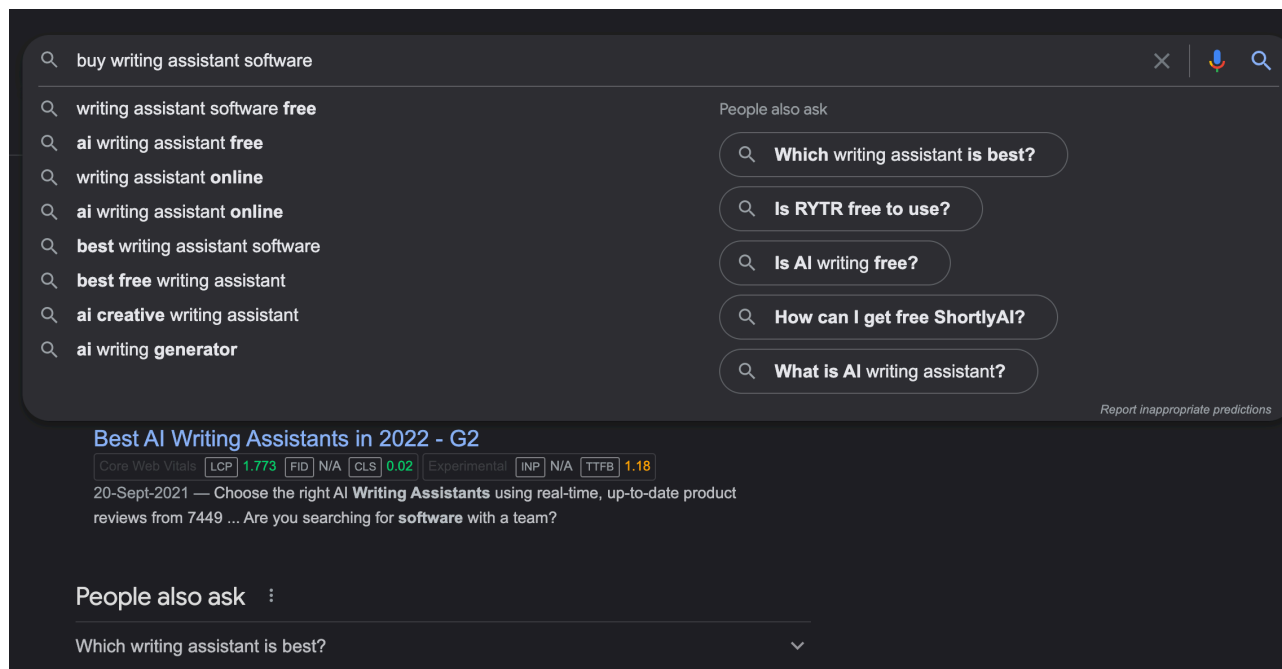 buy writing assistant software
writing assistant software free
ai writing assistant free
writing assistant online
ai writing assistant online
best writing assistant software
best free writing assistant
ai creative writing assistant
ai writing generator
People also ask
Which writing assistant is best?
Is RYTR free to use?
Is AI writing free?
How can I get free ShortlyAI?
What is AI writing assistant?
Report inappropriate predictions
Best AI Writing Assistants in 2022 - G2
Core Web Vitals LCP 1.773 FID N/A CLS 0.02 Experimental INP N/A TTFB 1.18
20-Sept-2021 — Choose the right AI Writing Assistants using real-time, up-to-date product
reviews from 7449 ... Are you searching for software with a team?
People also ask
Which writing assistant is best?